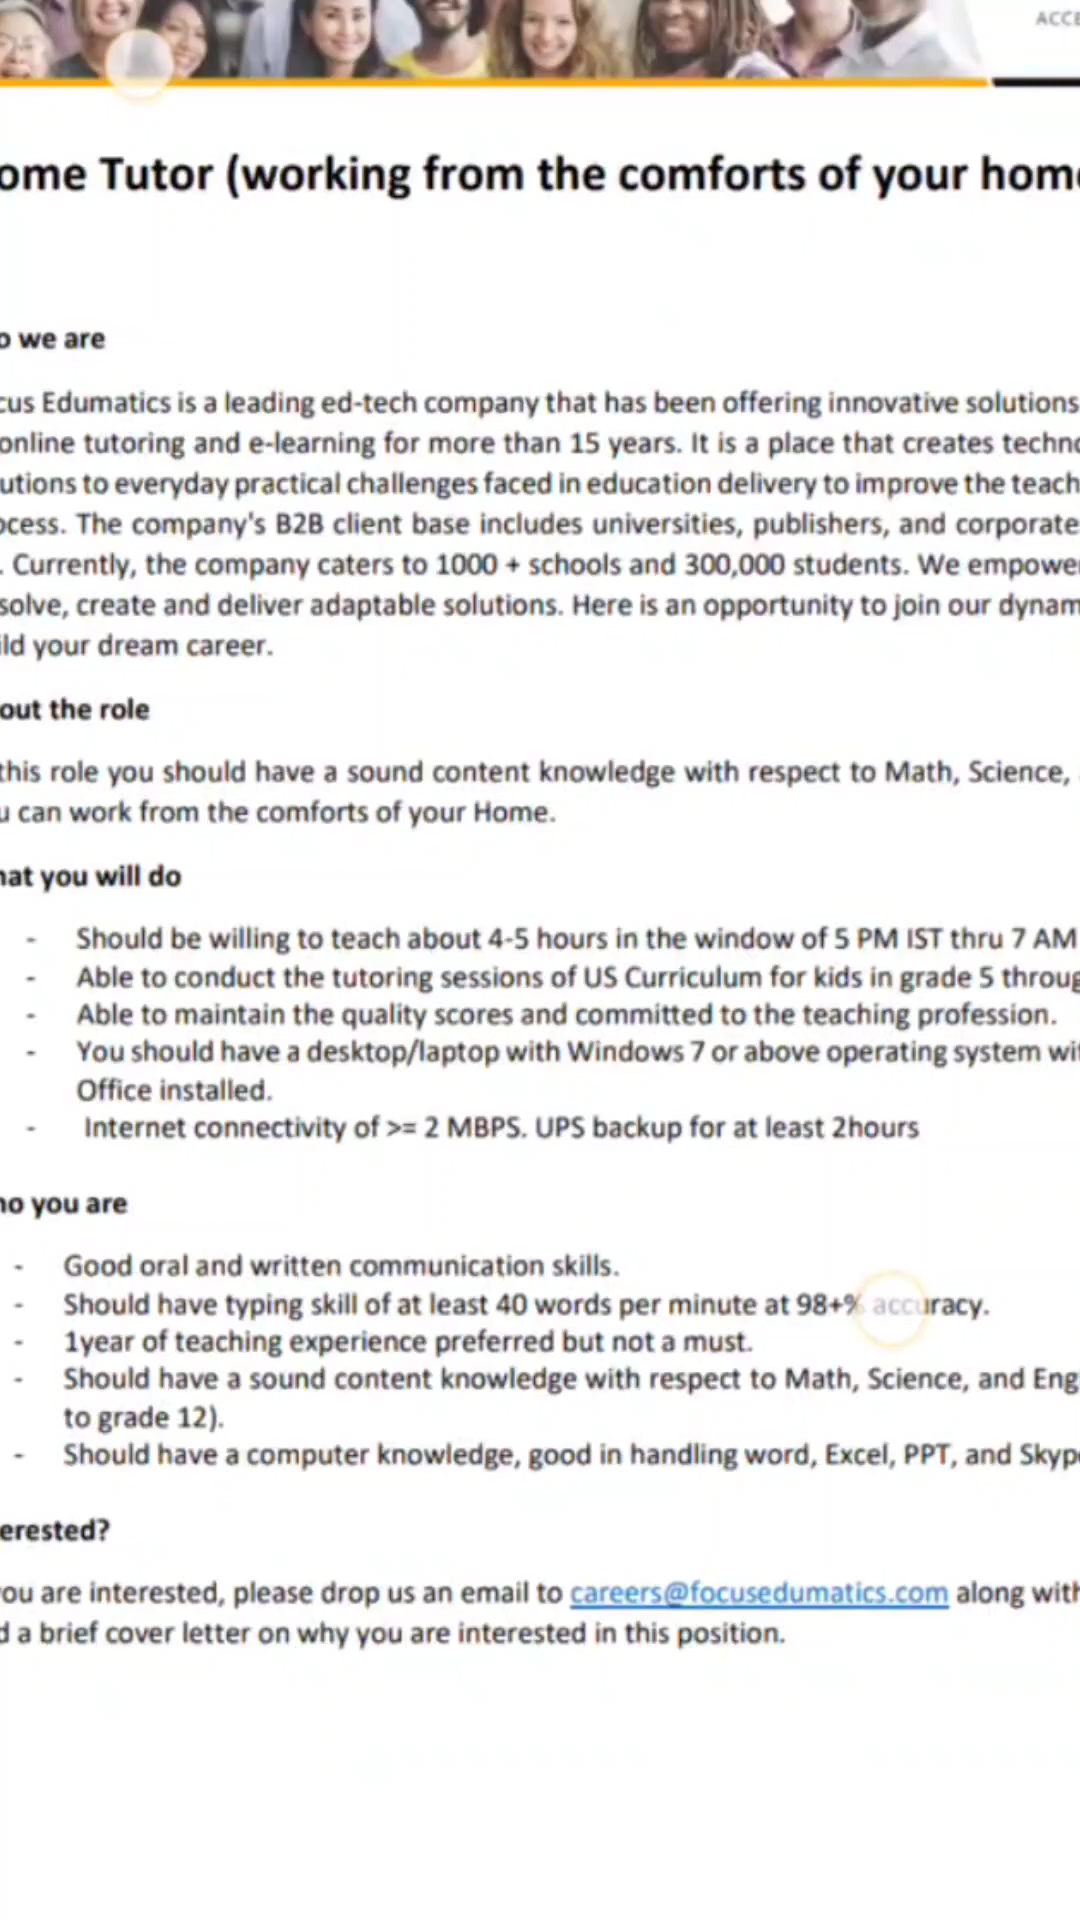 ACCE
ome Tutor (working from the comforts of your home
o we are
cus Edumatics is a leading ed-tech company that has been offering innovative solutions
online tutoring and e-learning for more than 15 years. It is a place that creates techno
utions to everyday practical challenges faced in education delivery to improve the teach
ocess. The company's B2B client base includes universities, publishers, and corporate
. Currently, the company caters to 1000 + schools and 300,000 students. We empowe
solve, create and deliver adaptable solutions. Here is an opportunity to join our dynam
ild your dream career.
out the role
this role you should have a sound content knowledge with respect to Math, Science,
u can work from the comforts of your Home.
hat you will do
- Should be willing to teach about 4-5 hours in the window of 5 PM IST thru 7 AM
- Able to conduct the tutoring sessions of US Curriculum for kids in grade 5 throug
- Able to maintain the quality scores and committed to the teaching profession.
- You should have a desktop/laptop with Windows 7 or above operating system wit
Office installed.
- Internet connectivity of >= 2 MBPS. UPS backup for at least 2hours
ho you are
- Good oral and written communication skills.
- Should have typing skill of at least 40 words per minute at 98+% accuracy.
- 1year of teaching experience preferred but not a must.
- Should have a sound content knowledge with respect to Math, Science, and Eng
to grade 12).
- Should have a computer knowledge, good in handling word, Excel, PPT, and Skyp
erested?
you are interested, please drop us an email to careers@focusedumatics.com along with
d a brief cover letter on why you are interested in this position.